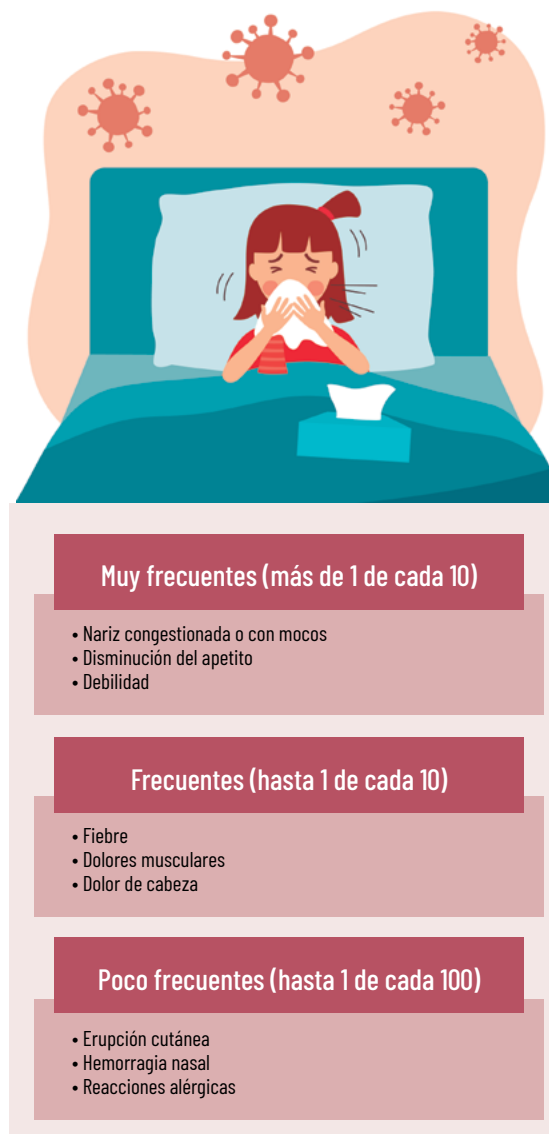 Muy frecuentes (más de 1 de cada 10)
• Nariz congestionada o con mocos
• Disminución del apetito
• Debilidad
Frecuentes (hasta 1 de cada 10)
• Fiebre
• Dolores musculares
• Dolor de cabeza
Poco frecuentes (hasta 1 de cada 100)
• Erupción cutánea
• Hemorragia nasal
• Reacciones alérgicas